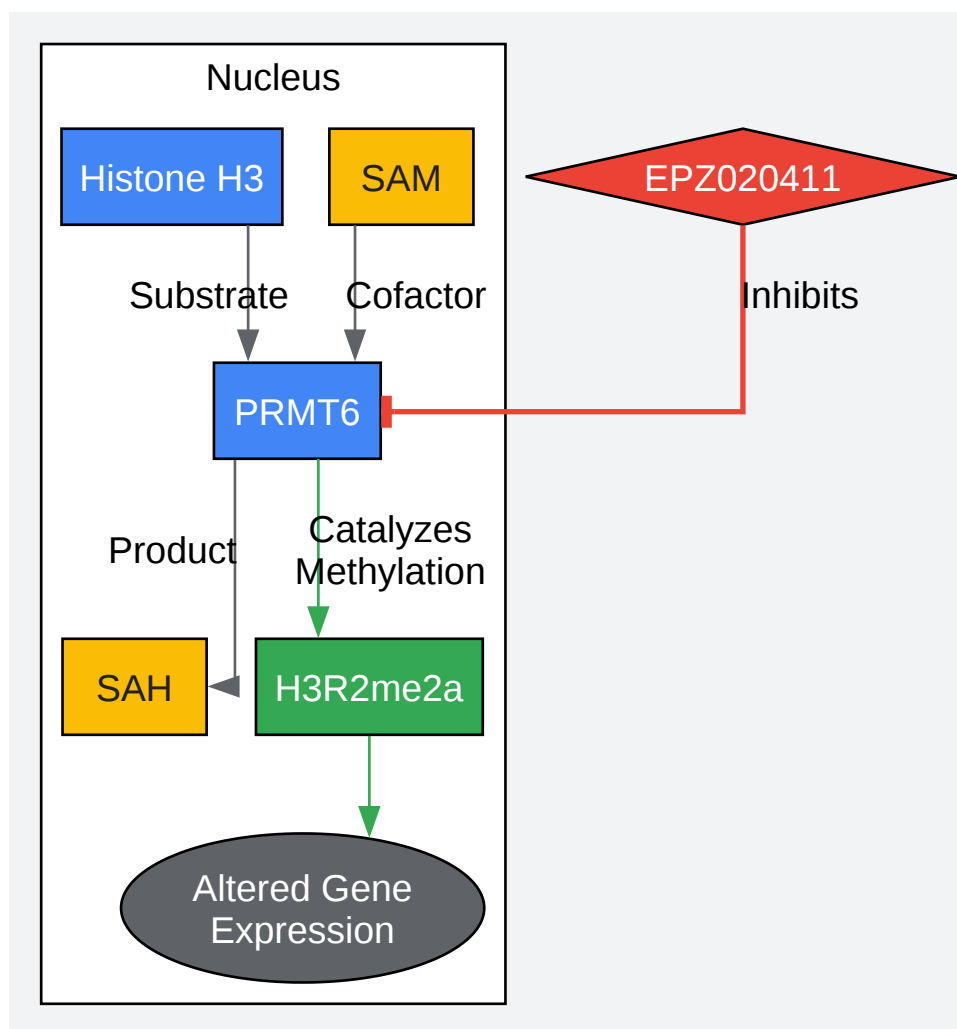 Nucleus
Histone H3
SAM
EPZ020411
Substrate
Cofactor
Inhibits
PRMT6
Product
Catalyzes
Methylation
SAH
H3R2me2a
Altered Gene
Expression